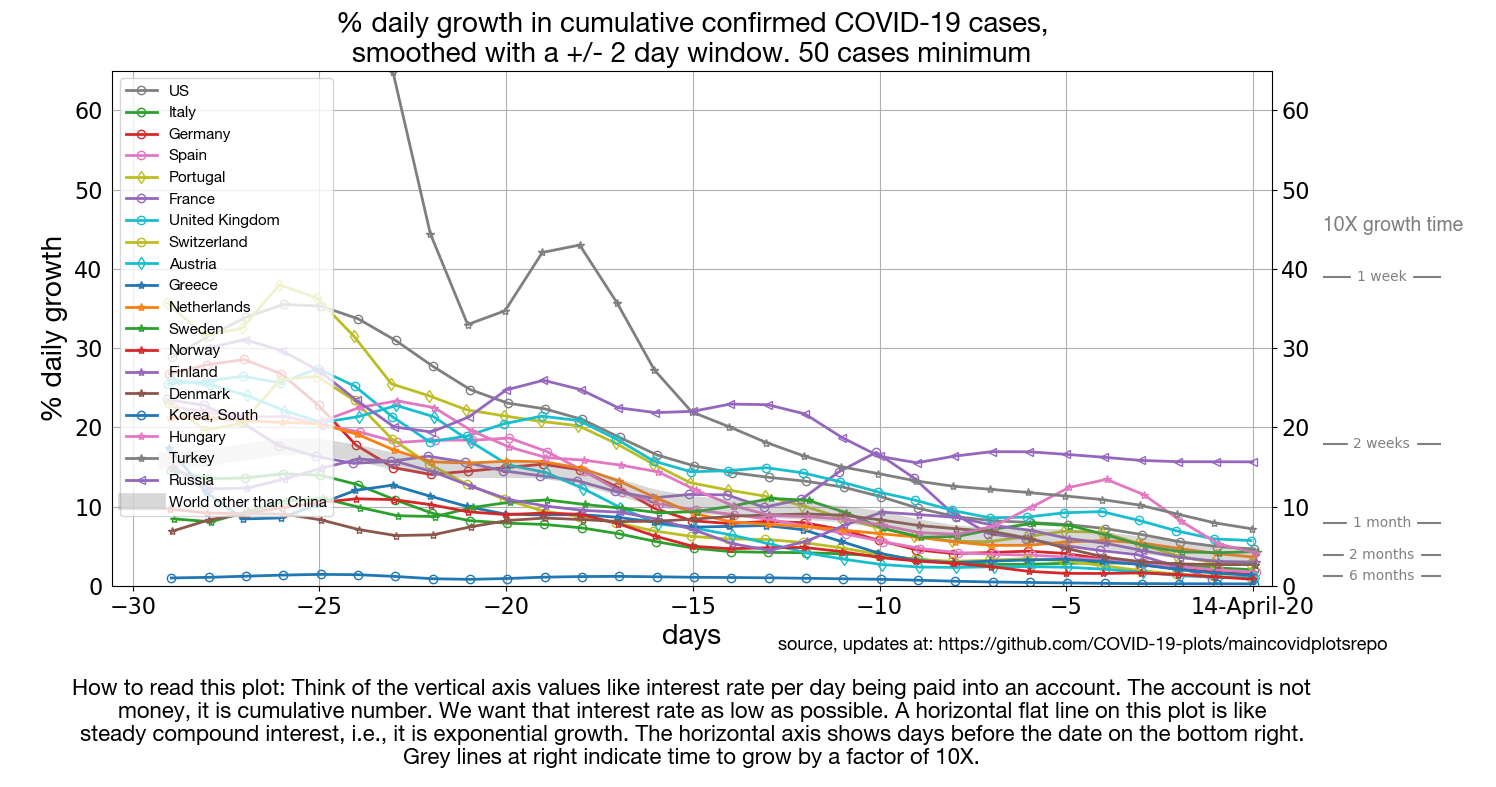 % daily growth in cumulative confirmed COVID-19 cases,
smoothed with a +/- 2 day window. 50 cases minimum
% daily growth
60
50
40
30
20
10
0
US
Italy
Germany
Spain
Portugal
France
United Kingdom
Switzerland
Austria
Greece
Netherlands
Sweden
Norway
Finland
Denmark
Korea, South
Hungary
Turkey
Russia
World other than China
60
50
40
30
20
10
0
10X growth time
1 week
2 weeks
1 month
2 months
6 months
−30
−25
−20
−15
−10
−5
14-April-20
days
source, updates at: https://github.com/COVID-19-plots/maincovidplotsrepo
How to read this plot: Think of the vertical axis values like interest rate per day being paid into an account. The account is not
money, it is cumulative number. We want that interest rate as low as possible. A horizontal flat line on this plot is like
steady compound interest, i.e., it is exponential growth. The horizontal axis shows days before the date on the bottom right.
Grey lines at right indicate time to grow by a factor of 10X.